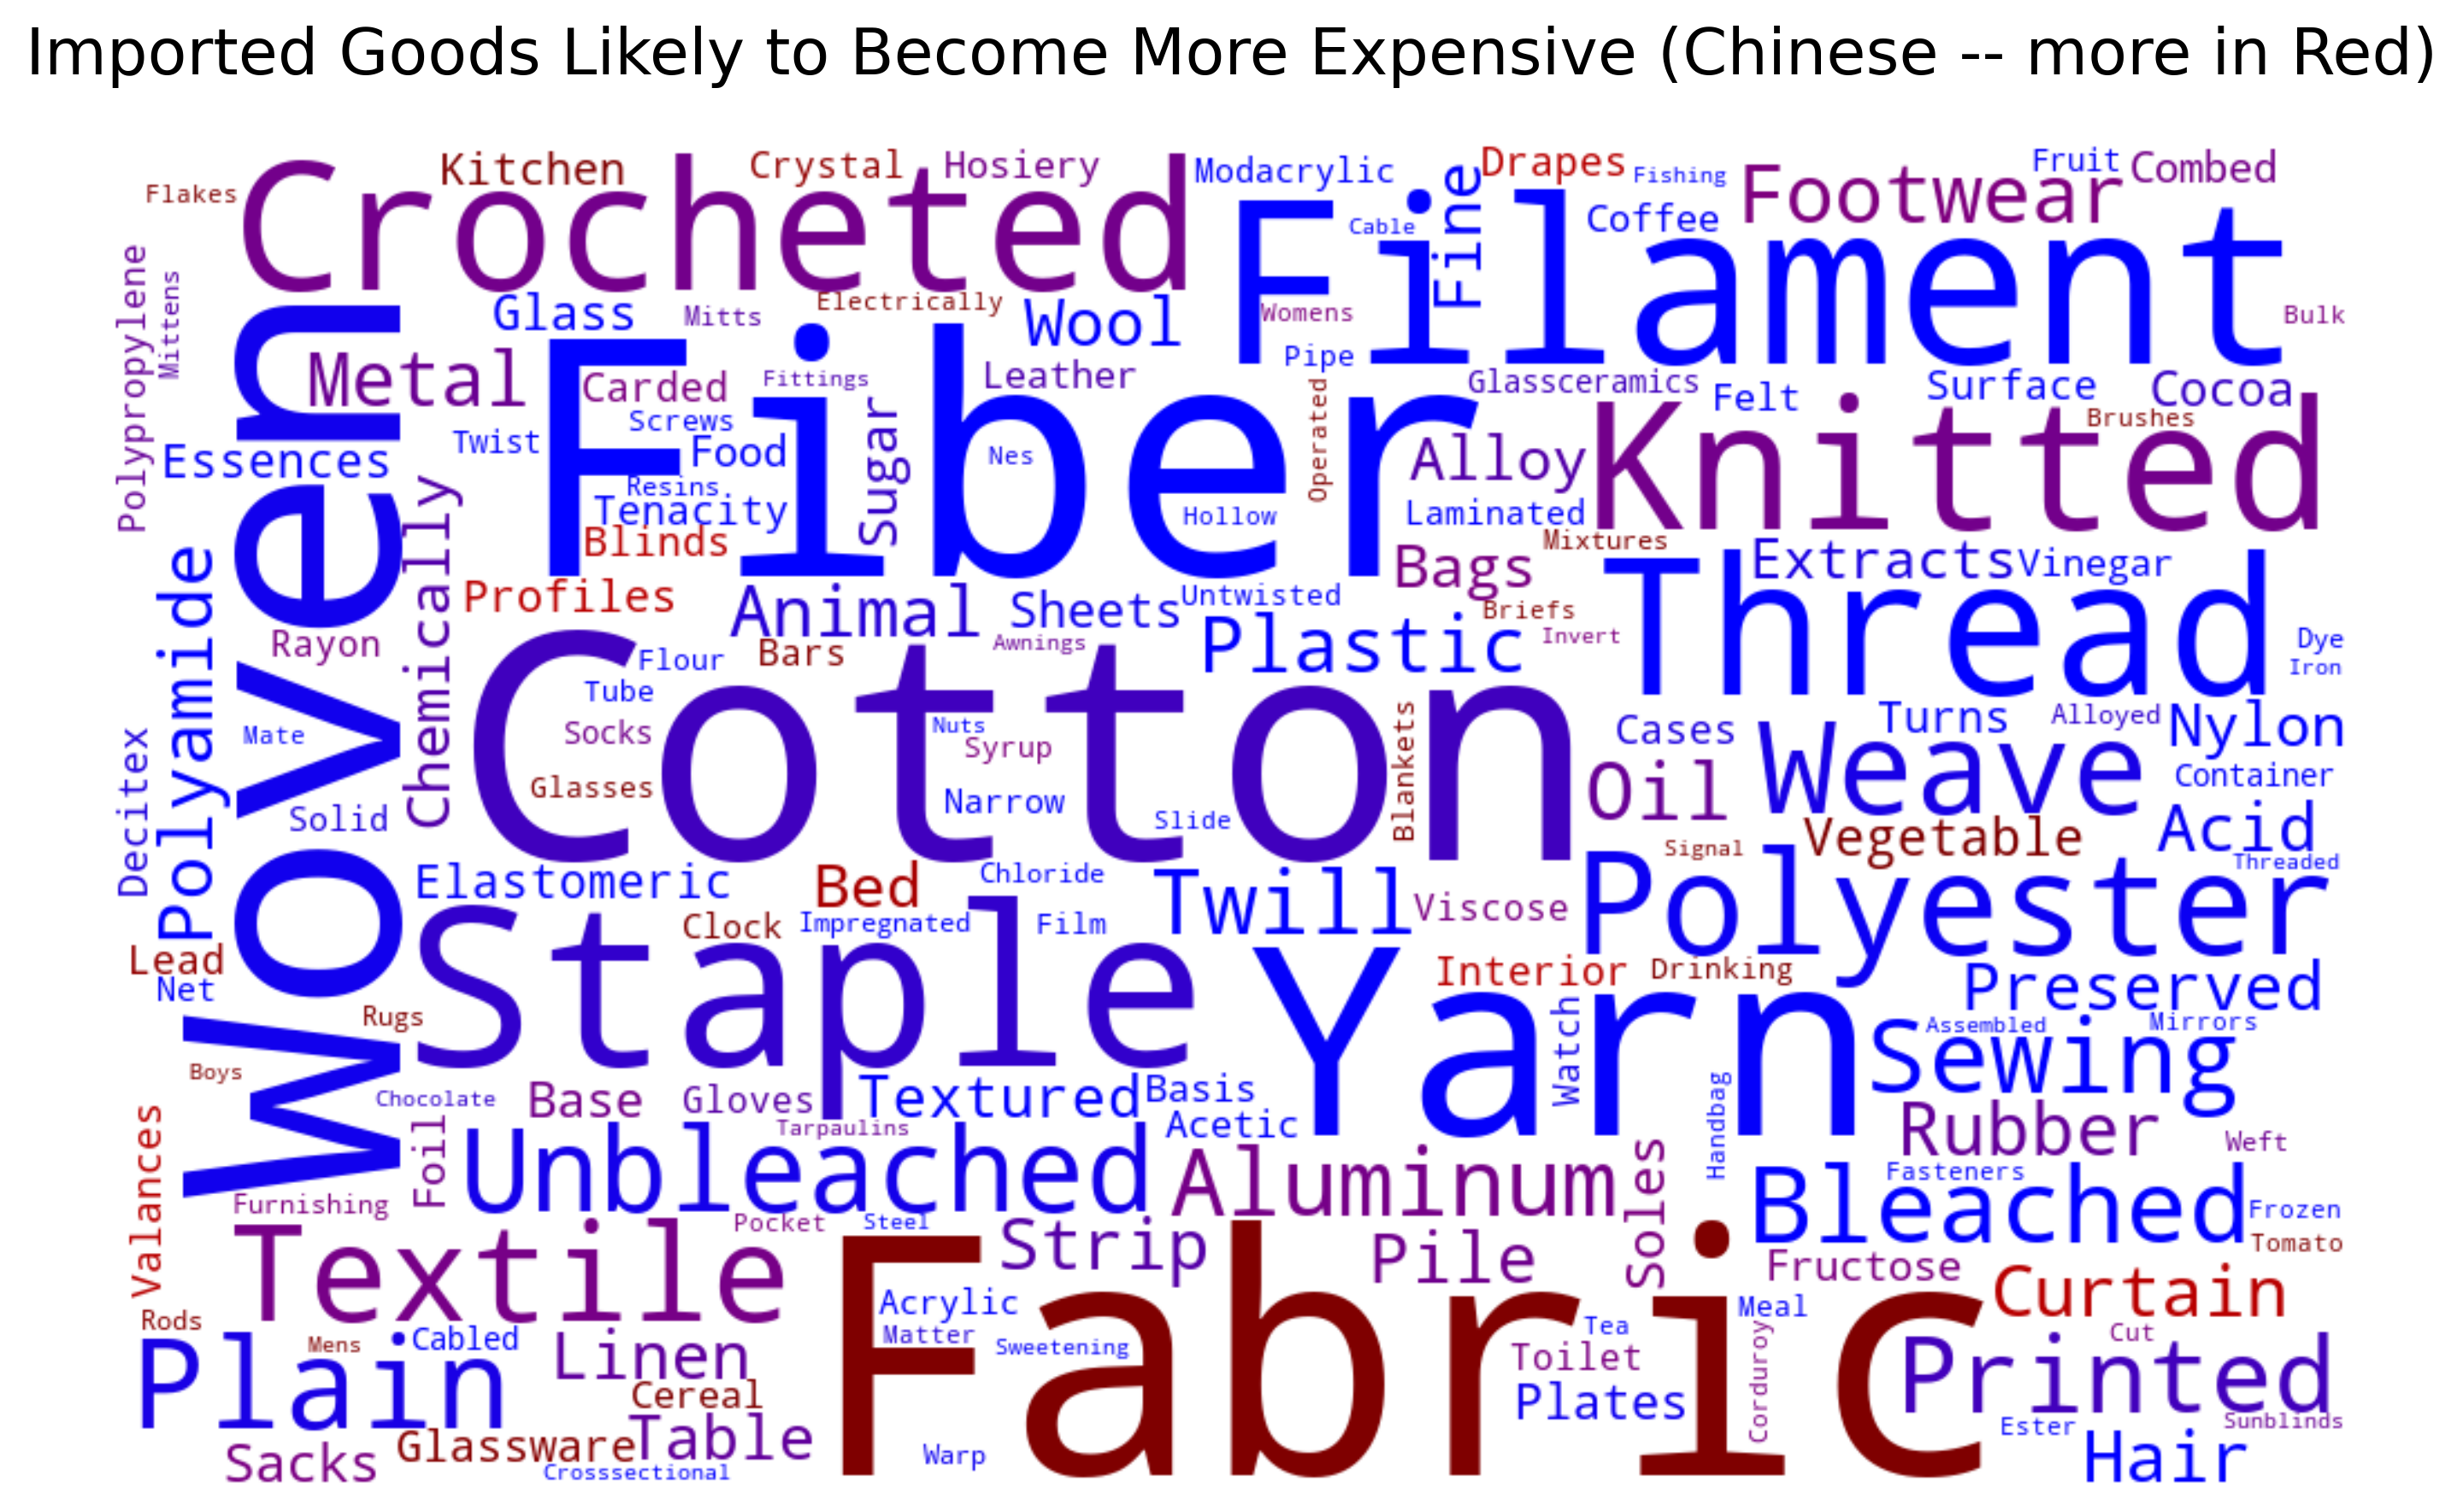 Imported Goods Likely to Become More Expensive (Chinese -- more in Red)
Crocheted
Kitchen
Crystal
Hosiery
Modacrylic
Fine
Drapes
Fishing
Footwear
Fruit
Combed
Flakes
Filament
Cable
Coffee
Polypropylene
Mittens
Woven
Glass
Mitts
Electrically
Wool
Womens
Pipe
Bulk
Metal
Fiber
Carded
Fittings
Leather
Operated
Glassceramics
Felt
Surface
Cocoa
Screws
Twist
Food
Sugar
Nes
Alloy
Knitted
Brushes
Essences
Chemically
Resins
Tenacity
Hollow
Laminated
Blinds
Bags
Mixtures
Thread
Extracts
Vinegar
Polyamide
Profiles
Animal
Sheets
Untwisted
Briefs
Plastic
Invert
Rayon
Cotton
Flour
Bars
Awnings
Dye
Iron
Tube
Decitex
Mate
Socks
Nuts
Syrup
Blankets
Cases
Weave
Turns
Alloyed
Nylon
Glasses
Narrow
Oil
Container
Solid
Slide
Signal
Vegetable
Acid
Elastomeric
Bed
Chloride
Twill
Viscose
Polyester
Threaded
Staple
Clock
Impregnated
Film
Lead
Net
Yarn
Interior
Drinking
Preserved
Rugs
Watch
Sewing
Assembled
Mirrors
Boys
Chocolate
Base
Gloves
Textured
Basis
Handbag
Valances
Foil
Unbleached
Tarpaulins
Acetic
Aluminum
Soles
Rubber
Weft
Furnishing
Bleached
Fasteners
Frozen
Textile
Pocket
Steel
Strip
Pile
Fructose
Tomato
Fabric
Acrylic
Curtain
Rods
Plain
Mens
Cabled
Linen
Matter
Sweetening
Tea
Meal
Corduroy
Cut
Toilet
Printed
Cereal
Plates
Sacks
Glassware
Table
Warp
Ester
Sunblinds
Crosssectional
Hair